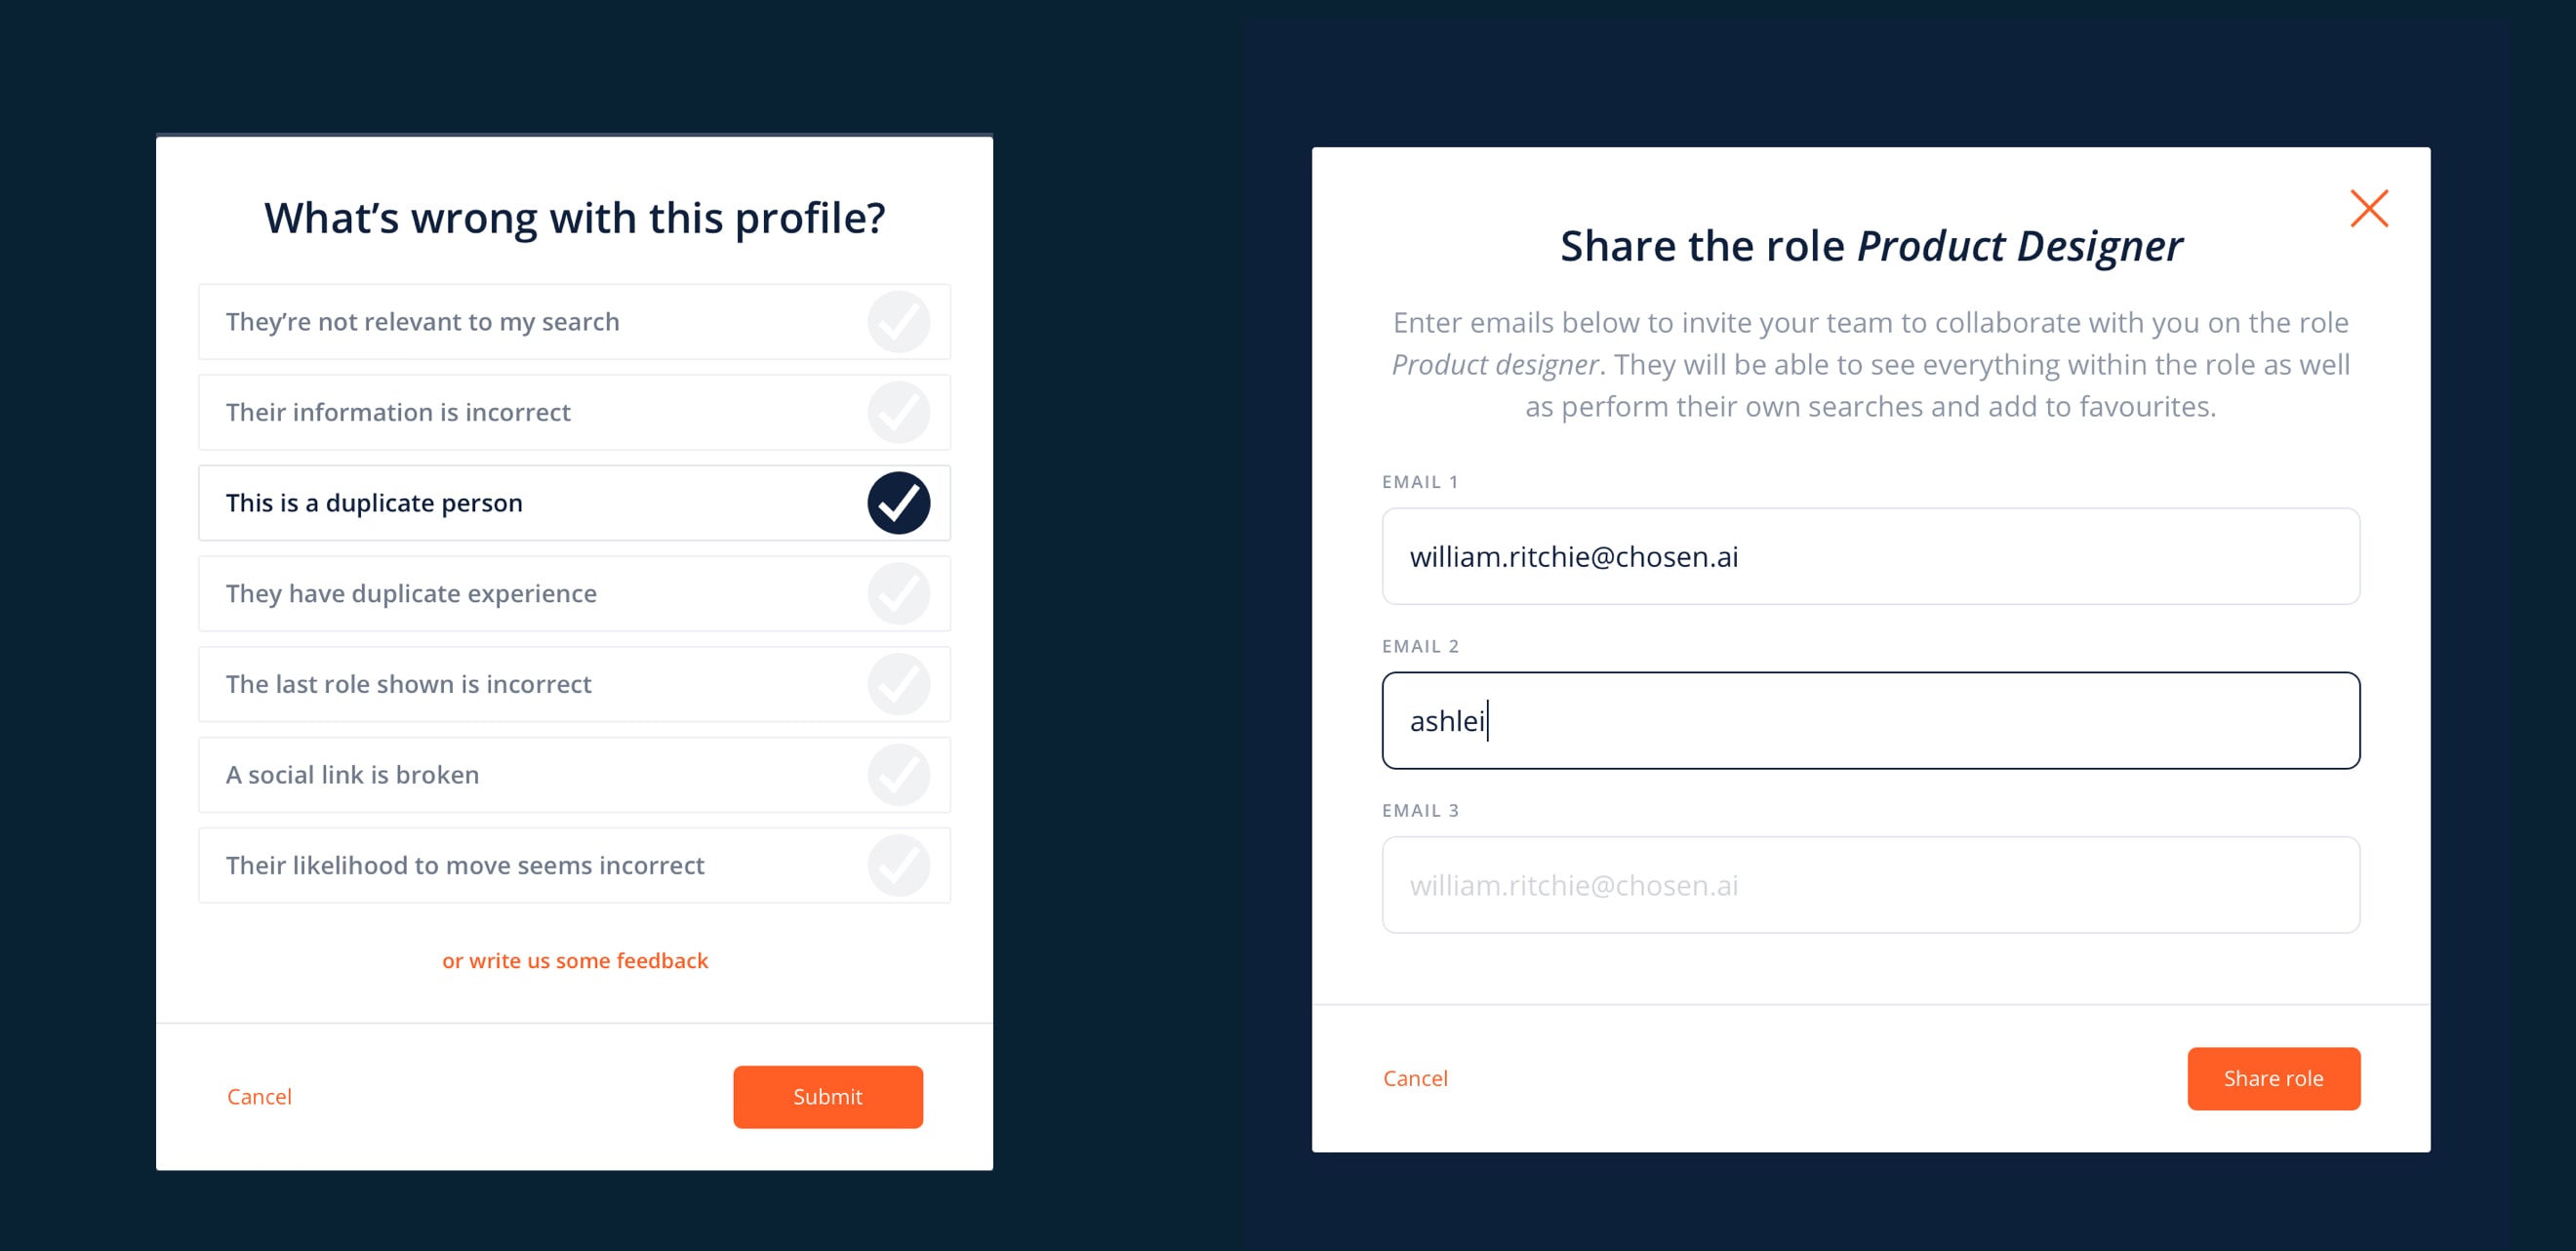 What’s wrong with this profile?
They’re not relevant to my search
Their information is incorrect
This is a duplicate person
They have duplicate experience
The last role shown is incorrect
A social link is broken
Their likelihood to move seems incorrect
or write us some feedback
Cancel
Submit
Share the role Product Designer
Enter emails below to invite your team to collaborate with you on the role
Product designer. They will be able to see everything within the role as well
as perform their own searches and add to favourites.
EMAIL 1
william.ritchie@chosen.ai
EMAIL 2
ashlei
EMAIL 3
william.ritchie@chosen.ai
Cancel
Share role